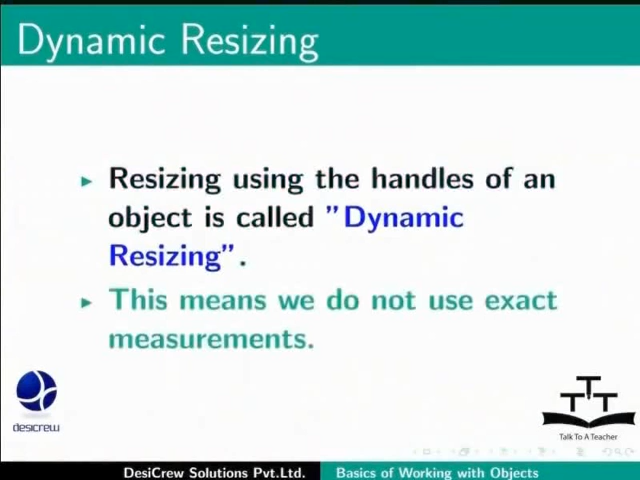 Dynamic Resizing
Resizing using the handles of an
object is called "Dynamic
Resizing".
This means we do not use exact
measurements.
desicrew
T T T
Talk To A Teacher
DesiCrew Solutions Pvt.Ltd. Basics of Working with Objects